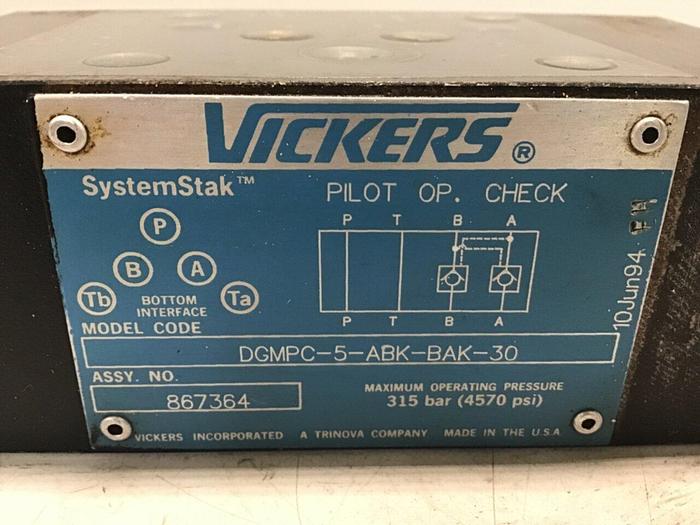 VICKERS®
SystemStak™
PILOT OP. CHECK
P T B A
P
B A
Tb Ta
BOTTOM
INTERFACE
P T B A
10Jun94
MODEL CODE
DGMPC-5-ABK-BAK-30
ASSY. NO.
867364
MAXIMUM OPERATING PRESSURE
315 bar (4570 psi)
VICKERS INCORPORATED A TRINOVA COMPANY MADE IN THE U.S.A.